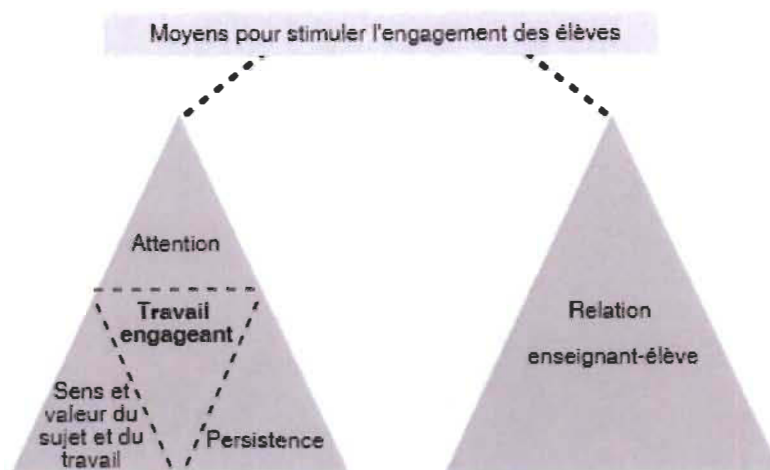 Moyens pour stimuler l'engagement des élèves
Attention
Travail
engageant
Sens et
valeur du
sujet et du
travail
Persistence
Relation
enseignant-élève